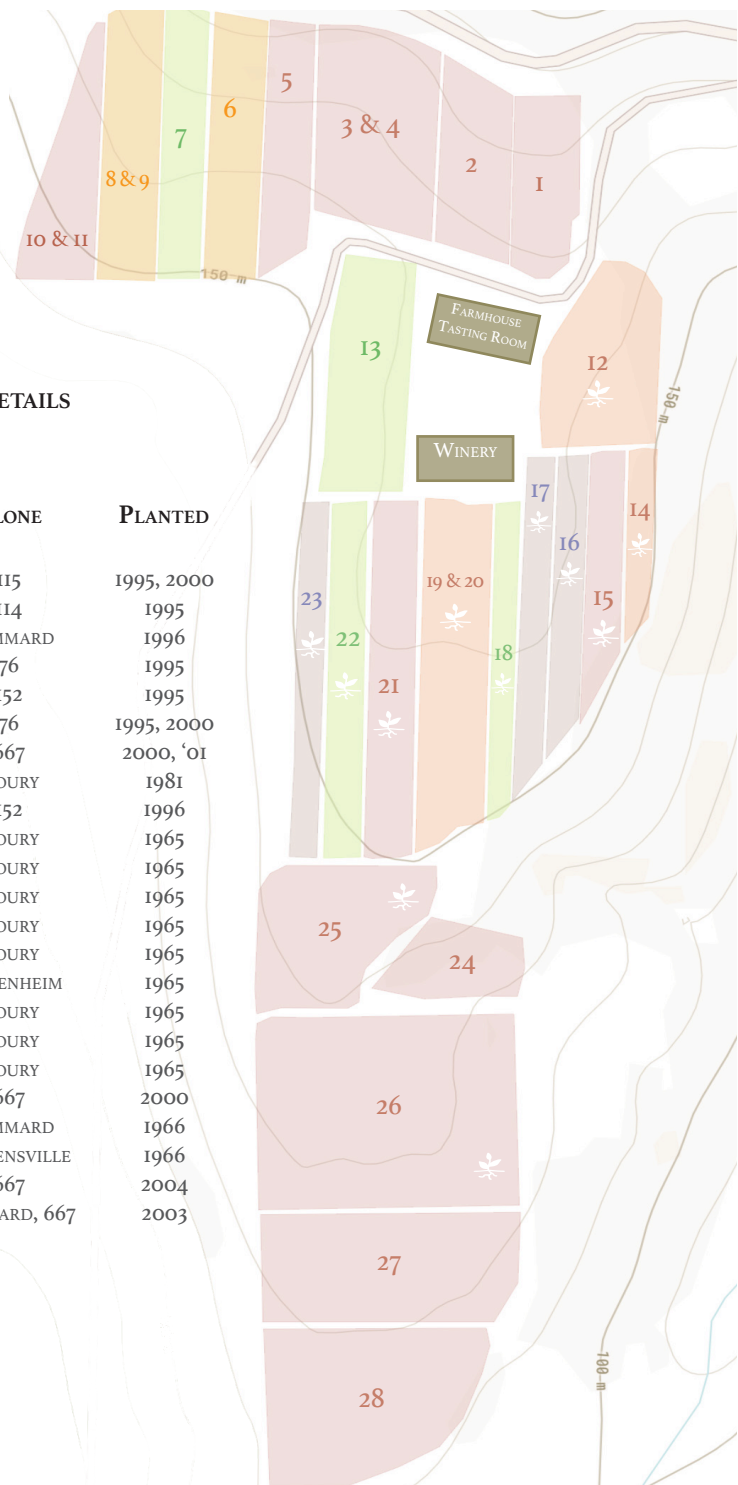 5
6
3 & 4
7
2
8 & 9
1
10 & 11
150 m
FARMHOUSE
TASTING ROOM
13
12
150 m
ETAILS
WINERY
17
14
16
LONE PLANTED
19 & 20
115 1995, 2000
23
15
114 1995
22
MMARD 1996
18
76 1995
21
152 1995
76 1995, 2000
667 2000, ‘01
OURY 1981
152 1996
OURY 1965
OURY 1965
OURY 1965
OURY 1965
25
OURY 1965
24
ENHEIM 1965
OURY 1965
OURY 1965
OURY 1965
667 2000
26
MMARD 1966
ENSVILLE 1966
667 2004
ARD, 667 2003
27
100 m
28